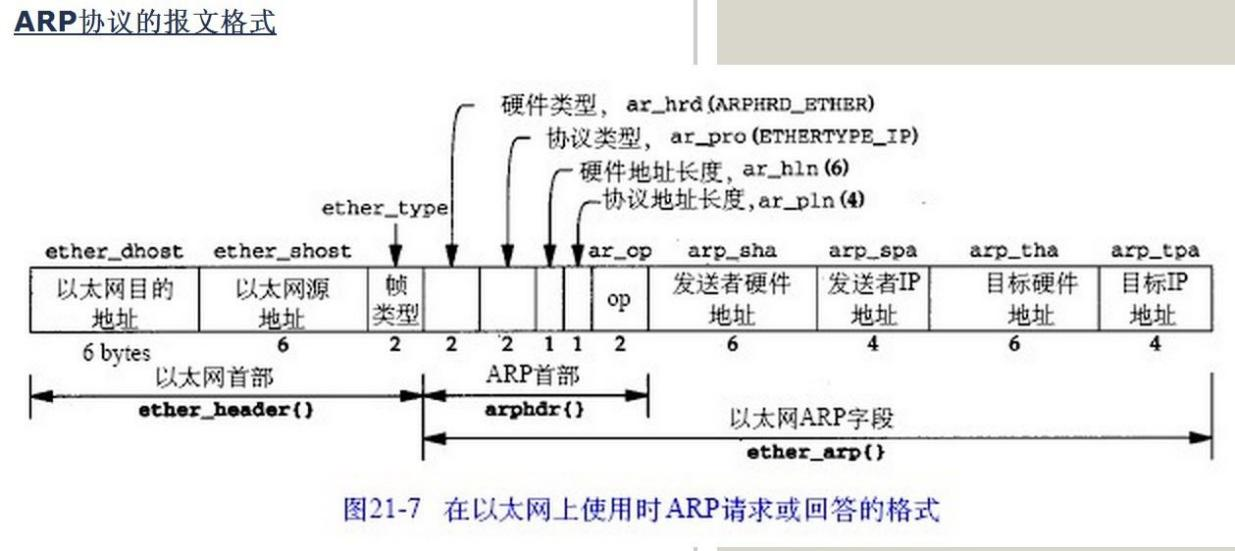 ARP协议的报文格式
硬件类型, ar_hrd(ARPHRD_ETHER)
协议类型, ar_pro(ETHERTYPE_IP)
硬件地址长度, ar_hln(6)
协议地址长度,ar_pln(4)
ether_type
ether_dhost ether_shost ar_op arp_sha arp_spa arp_tha arp_tpa
以太网目的 以太网源 帧 发送者硬件 发送者IP 目标硬件 目标IP
地址 地址 类型 op 地址 地址 地址 地址
6 bytes 6 2 2 2 1 1 2 6 4 6 4
以太网首部 ARP首部
ether_header{} arphdr{}
以太网ARP字段
ether_arp{}
图21-7 在以太网上使用时ARP请求或回答的格式